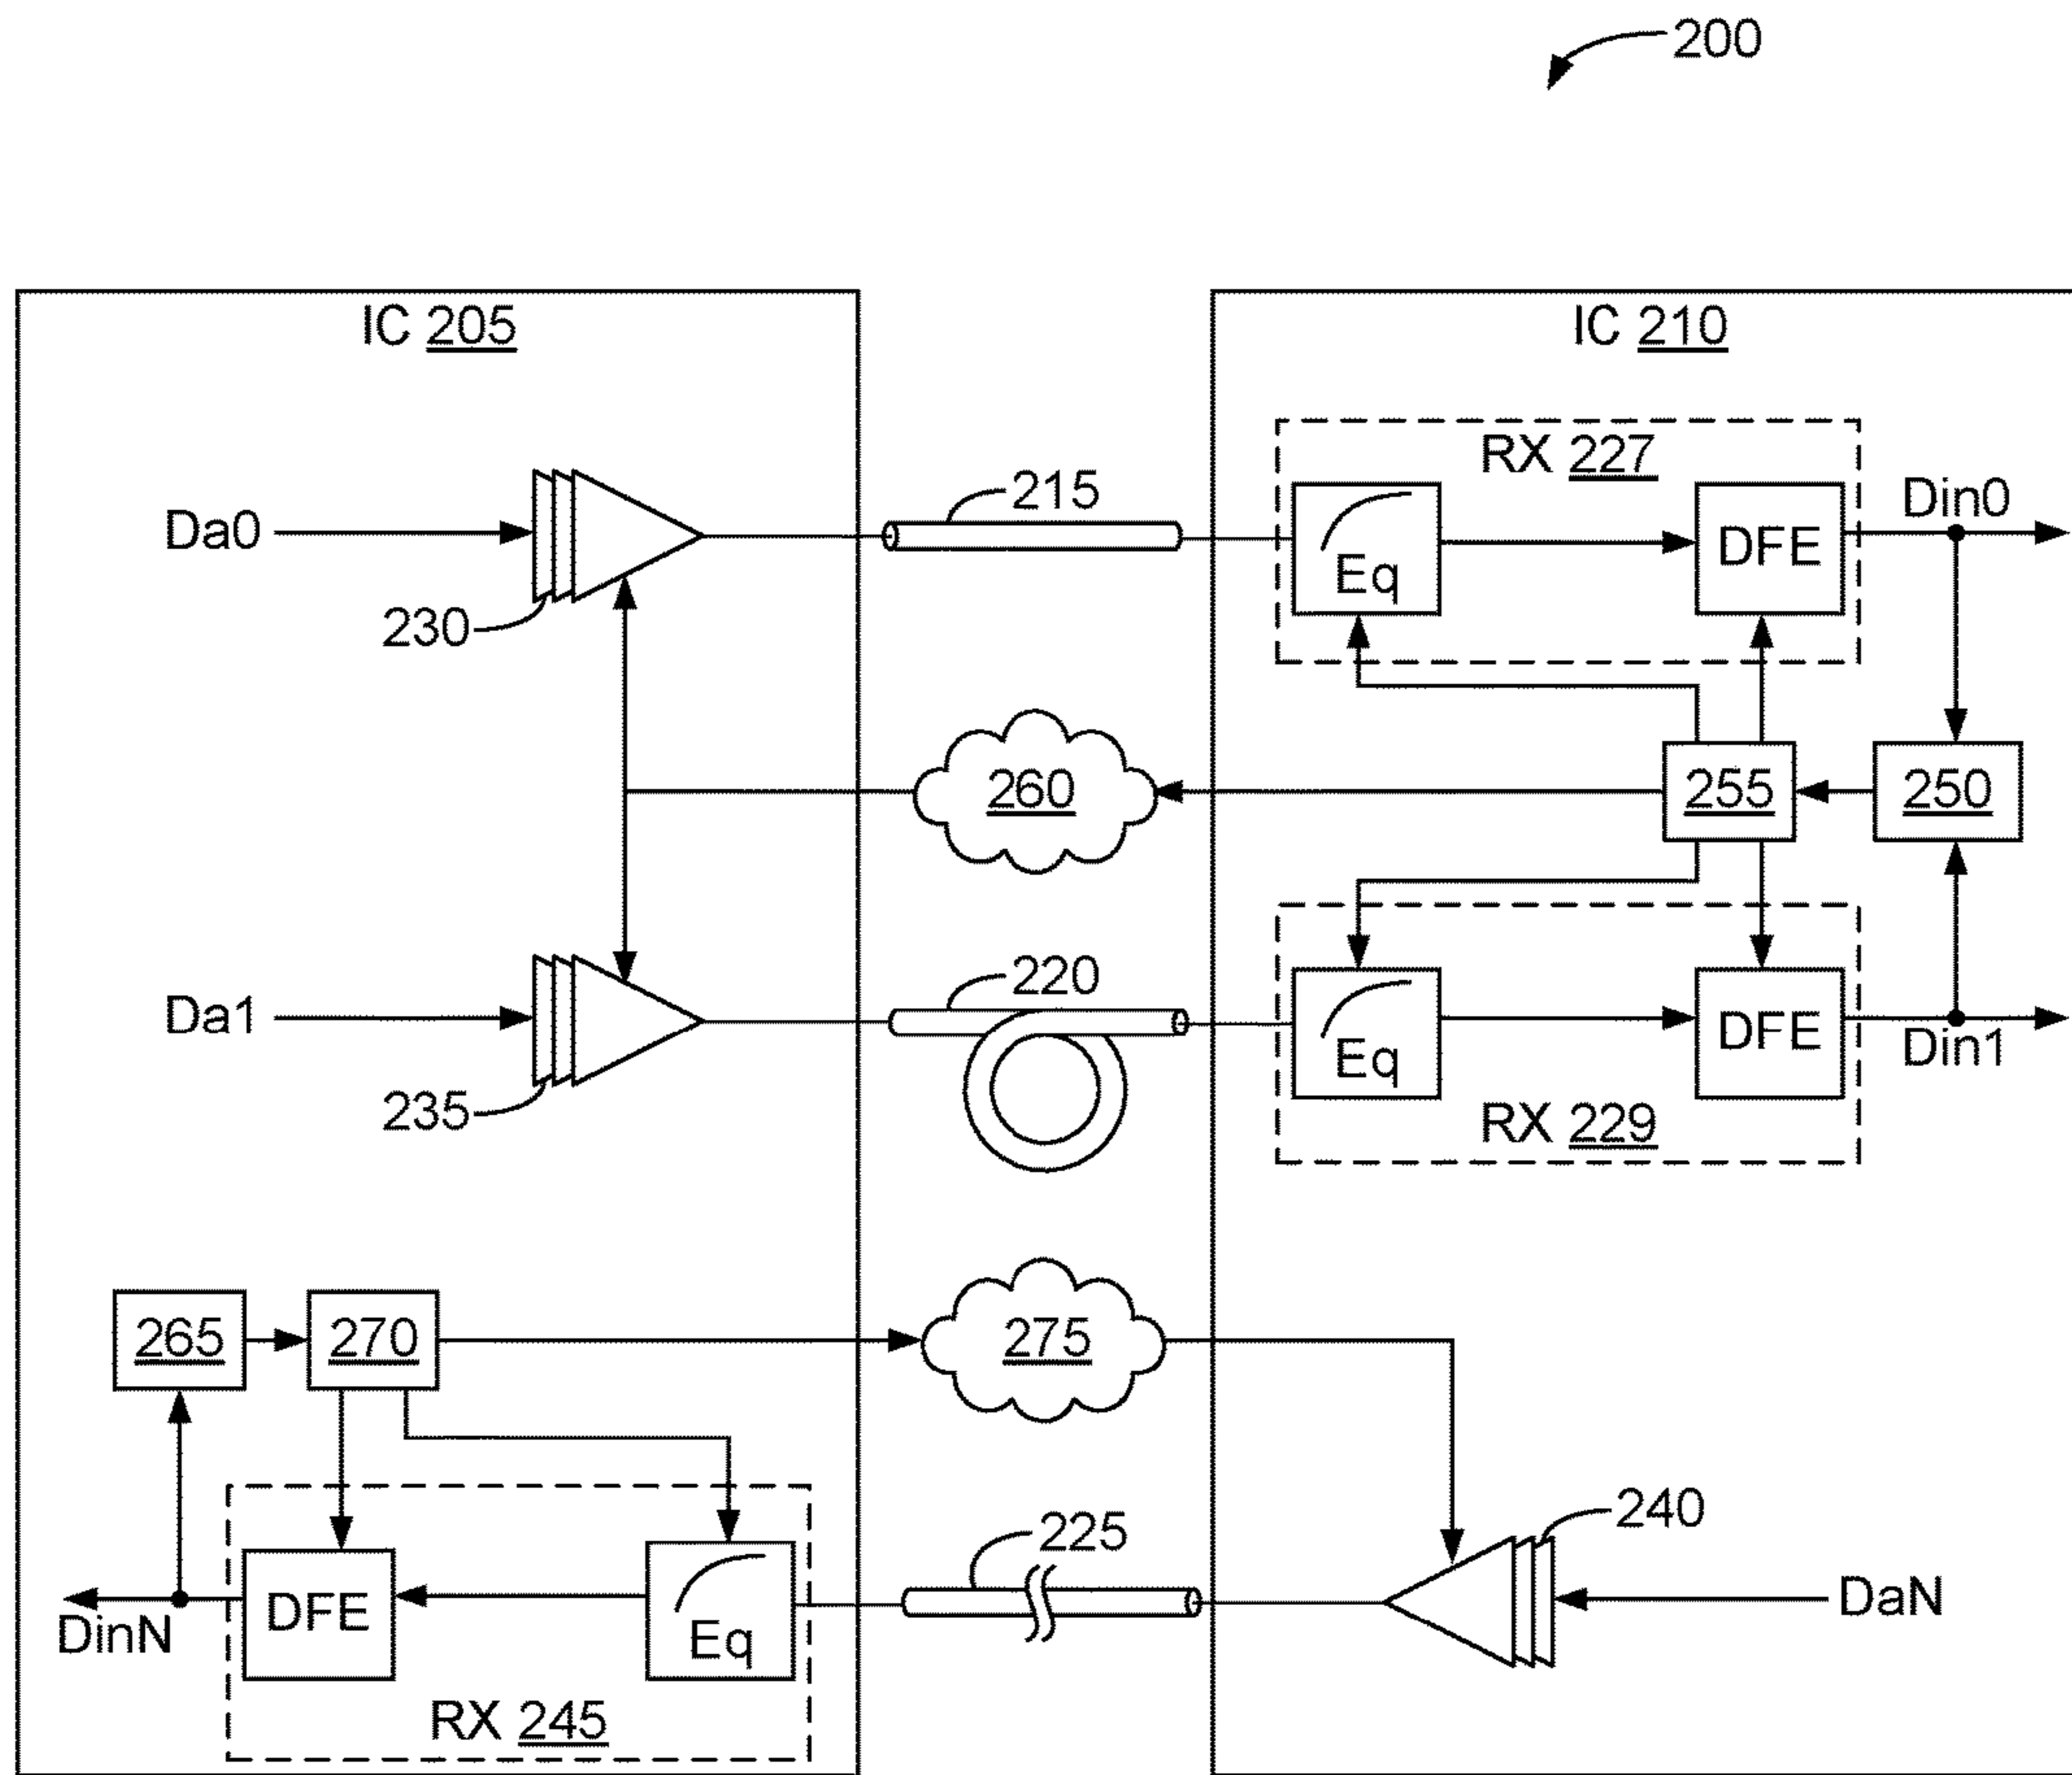 200
IC 205
IC 210
RX 227
215
Din0
Da0
Eq
DFE
230
260
255
250
220
Da1
Eq
DFE
Din1
235
RX 229
265
270
275
240
225
DaN
DinN
DFE
Eq
RX 245